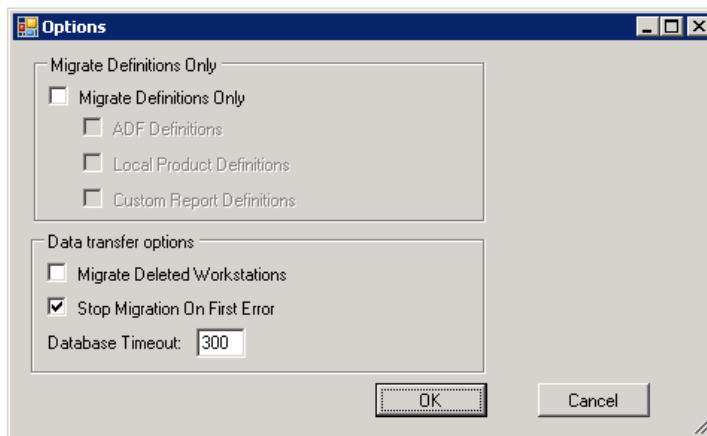 Options
Migrate Definitions Only
Migrate Definitions Only
ADF Definitions
Local Product Definitions
Custom Report Definitions
Data transfer options
Migrate Deleted Workstations
Stop Migration On First Error
Database Timeout: 300
OK Cancel